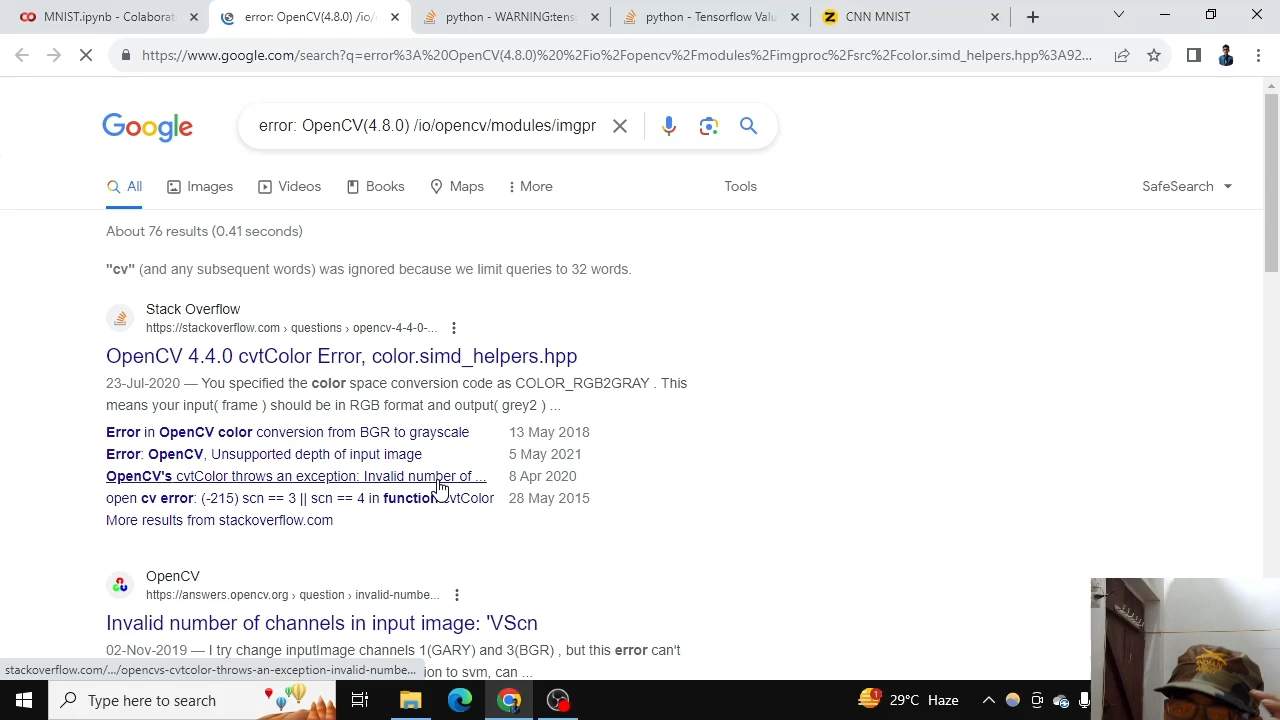 MNIST.ipynb - Colaborat
error: OpenCV(4.8.0) /io/
python - WARNING:tens
python - Tensorflow Valu
CNN MNIST
https://www.google.com/search?q=error%3A%20OpenCV(4.8.0)%20%2Fio%2Fopencv%2Fmodules%2Fimgproc%2Fsrc%2Fcolor.simd_helpers.hpp%3A92...
Google
error: OpenCV(4.8.0) /io/opencv/modules/imgpr
All
Images
Videos
Books
Maps
More
Tools
SafeSearch
About 76 results (0.41 seconds)
"cv" (and any subsequent words) was ignored because we limit queries to 32 words.
Stack Overflow
https://stackoverflow.com › questions › opencv-4-4-0-...
OpenCV 4.4.0 cvtColor Error, color.simd_helpers.hpp
23-Jul-2020 — You specified the color space conversion code as COLOR_RGB2GRAY . This
means your input( frame ) should be in RGB format and output( grey2 ) ...
Error in OpenCV color conversion from BGR to grayscale 13 May 2018
Error: OpenCV, Unsupported depth of input image 5 May 2021
OpenCV's cvtColor throws an exception: Invalid number of ... 8 Apr 2020
open cv error: (-215) scn == 3 || scn == 4 in function cvtColor 28 May 2015
More results from stackoverflow.com
OpenCV
https://answers.opencv.org › question › invalid-numbe...
Invalid number of channels in input image: 'VScn
02-Nov-2019 — I try change inputImage channels 1(GARY) and 3(BGR) , but this error can't
stackoverflow.com/.../opencvs-cvtcolor-throws-an-exception-invalid-numbe...
ion to sym, can ...
Type here to search
29°C Haze